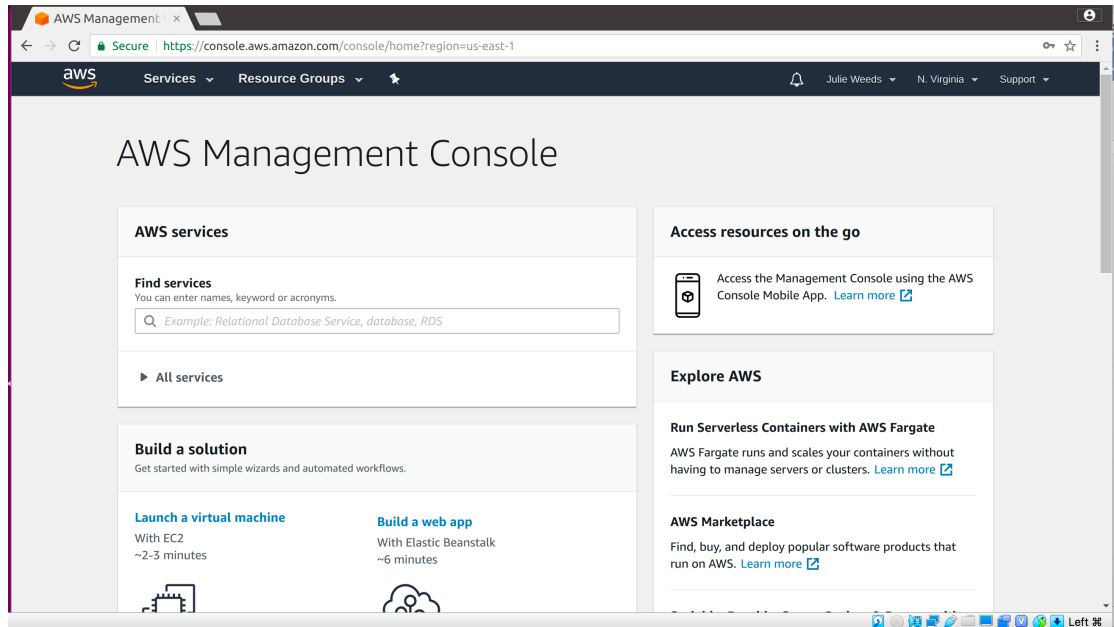 AWS Management
Secure https://console.aws.amazon.com/console/home?region=us-east-1
aws Services Resource Groups Julie Weeds N. Virginia Support
AWS Management Console
AWS services
Find services
You can enter names, keyword or acronyms.
Example: Relational Database Service, database, RDS
All services
Build a solution
Get started with simple wizards and automated workflows.
Launch a virtual machine
With EC2
~2-3 minutes
Build a web app
With Elastic Beanstalk
~6 minutes
Access resources on the go
Access the Management Console using the AWS
Console Mobile App. Learn more
Explore AWS
Run Serverless Containers with AWS Fargate
AWS Fargate runs and scales your containers without
having to manage servers or clusters. Learn more
AWS Marketplace
Find, buy, and deploy popular software products that
run on AWS. Learn more
Left ⌘